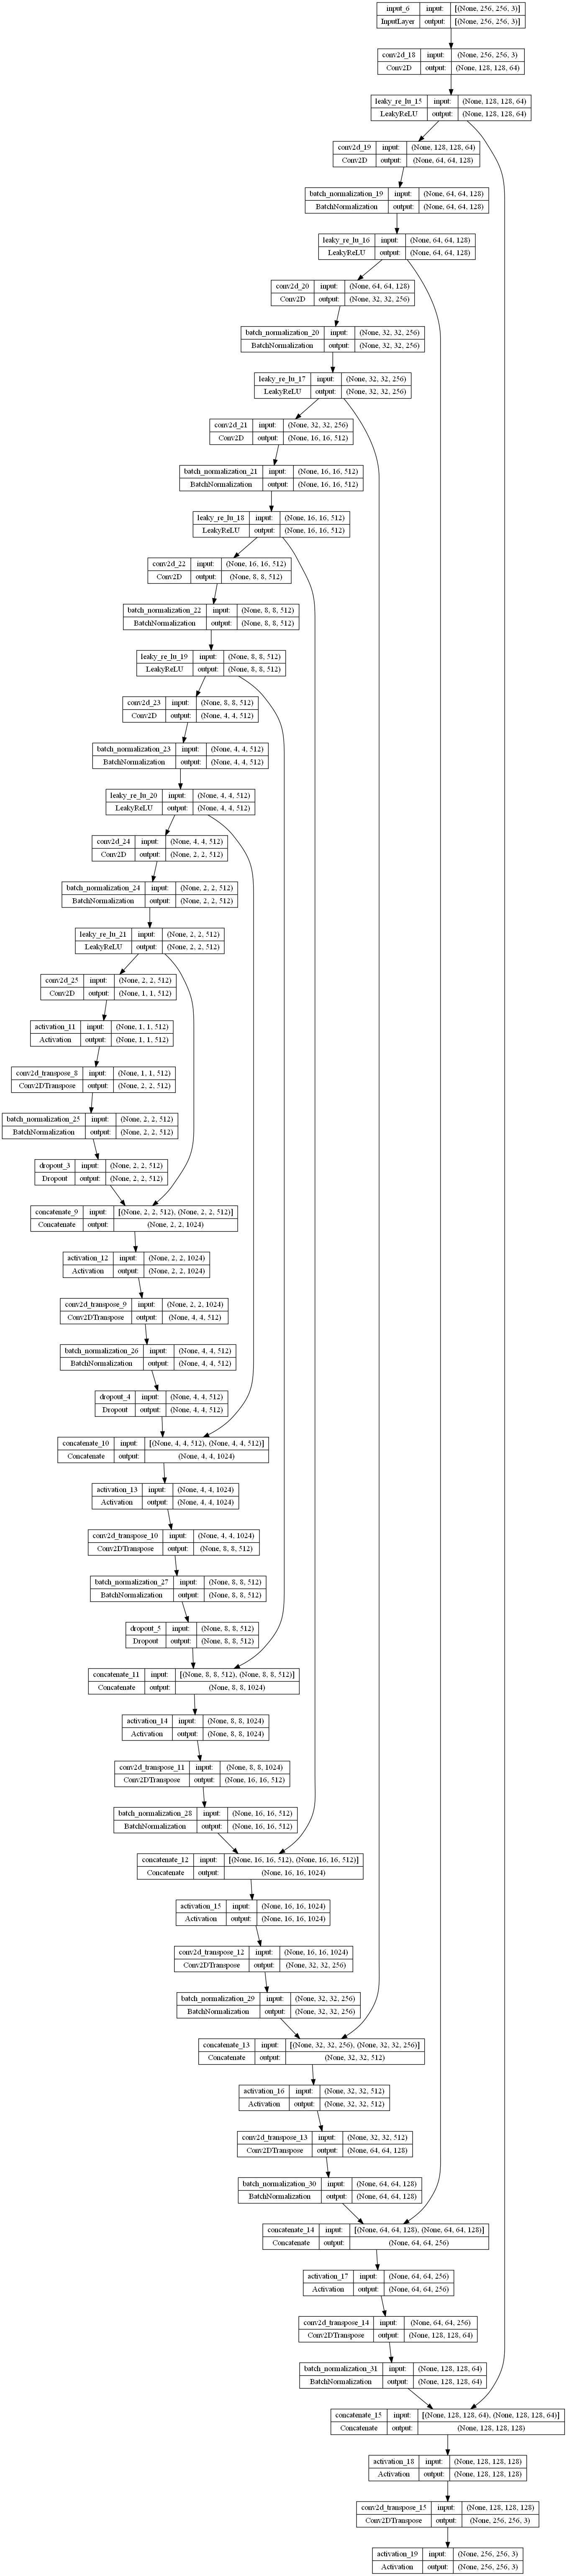 input_6 input: [(None, 256, 256, 3)]
InputLayer output: [(None, 256, 256, 3)]
conv2d_18 input: (None, 256, 256, 3)
Conv2D output: (None, 128, 128, 64)
leaky_re_lu_15 input: (None, 128, 128, 64)
LeakyReLU output: (None, 128, 128, 64)
conv2d_19 input: (None, 128, 128, 64)
Conv2D output: (None, 64, 64, 128)
batch_normalization_19 input: (None, 64, 64, 128)
BatchNormalization output: (None, 64, 64, 128)
leaky_re_lu_16 input: (None, 64, 64, 128)
LeakyReLU output: (None, 64, 64, 128)
conv2d_20 input: (None, 64, 64, 128)
Conv2D output: (None, 32, 32, 256)
batch_normalization_20 input: (None, 32, 32, 256)
BatchNormalization output: (None, 32, 32, 256)
leaky_re_lu_17 input: (None, 32, 32, 256)
LeakyReLU output: (None, 32, 32, 256)
conv2d_21 input: (None, 32, 32, 256)
Conv2D output: (None, 16, 16, 512)
batch_normalization_21 input: (None, 16, 16, 512)
BatchNormalization output: (None, 16, 16, 512)
leaky_re_lu_18 input: (None, 16, 16, 512)
LeakyReLU output: (None, 16, 16, 512)
conv2d_22 input: (None, 16, 16, 512)
Conv2D output: (None, 8, 8, 512)
batch_normalization_22 input: (None, 8, 8, 512)
BatchNormalization output: (None, 8, 8, 512)
leaky_re_lu_19 input: (None, 8, 8, 512)
LeakyReLU output: (None, 8, 8, 512)
conv2d_23 input: (None, 8, 8, 512)
Conv2D output: (None, 4, 4, 512)
batch_normalization_23 input: (None, 4, 4, 512)
BatchNormalization output: (None, 4, 4, 512)
leaky_re_lu_20 input: (None, 4, 4, 512)
LeakyReLU output: (None, 4, 4, 512)
conv2d_24 input: (None, 4, 4, 512)
Conv2D output: (None, 2, 2, 512)
batch_normalization_24 input: (None, 2, 2, 512)
BatchNormalization output: (None, 2, 2, 512)
leaky_re_lu_21 input: (None, 2, 2, 512)
LeakyReLU output: (None, 2, 2, 512)
conv2d_25 input: (None, 2, 2, 512)
Conv2D output: (None, 1, 1, 512)
activation_11 input: (None, 1, 1, 512)
Activation output: (None, 1, 1, 512)
conv2d_transpose_8 input: (None, 1, 1, 512)
Conv2DTranspose output: (None, 2, 2, 512)
batch_normalization_25 input: (None, 2, 2, 512)
BatchNormalization output: (None, 2, 2, 512)
dropout_3 input: (None, 2, 2, 512)
Dropout output: (None, 2, 2, 512)
concatenate_9 input: [(None, 2, 2, 512), (None, 2, 2, 512)]
Concatenate output: (None, 2, 2, 1024)
activation_12 input: (None, 2, 2, 1024)
Activation output: (None, 2, 2, 1024)
conv2d_transpose_9 input: (None, 2, 2, 1024)
Conv2DTranspose output: (None, 4, 4, 512)
batch_normalization_26 input: (None, 4, 4, 512)
BatchNormalization output: (None, 4, 4, 512)
dropout_4 input: (None, 4, 4, 512)
Dropout output: (None, 4, 4, 512)
concatenate_10 input: [(None, 4, 4, 512), (None, 4, 4, 512)]
Concatenate output: (None, 4, 4, 1024)
activation_13 input: (None, 4, 4, 1024)
Activation output: (None, 4, 4, 1024)
conv2d_transpose_10 input: (None, 4, 4, 1024)
Conv2DTranspose output: (None, 8, 8, 512)
batch_normalization_27 input: (None, 8, 8, 512)
BatchNormalization output: (None, 8, 8, 512)
dropout_5 input: (None, 8, 8, 512)
Dropout output: (None, 8, 8, 512)
concatenate_11 input: [(None, 8, 8, 512), (None, 8, 8, 512)]
Concatenate output: (None, 8, 8, 1024)
activation_14 input: (None, 8, 8, 1024)
Activation output: (None, 8, 8, 1024)
conv2d_transpose_11 input: (None, 8, 8, 1024)
Conv2DTranspose output: (None, 16, 16, 512)
batch_normalization_28 input: (None, 16, 16, 512)
BatchNormalization output: (None, 16, 16, 512)
concatenate_12 input: [(None, 16, 16, 512), (None, 16, 16, 512)]
Concatenate output: (None, 16, 16, 1024)
activation_15 input: (None, 16, 16, 1024)
Activation output: (None, 16, 16, 1024)
conv2d_transpose_12 input: (None, 16, 16, 1024)
Conv2DTranspose output: (None, 32, 32, 256)
batch_normalization_29 input: (None, 32, 32, 256)
BatchNormalization output: (None, 32, 32, 256)
concatenate_13 input: [(None, 32, 32, 256), (None, 32, 32, 256)]
Concatenate output: (None, 32, 32, 512)
activation_16 input: (None, 32, 32, 512)
Activation output: (None, 32, 32, 512)
conv2d_transpose_13 input: (None, 32, 32, 512)
Conv2DTranspose output: (None, 64, 64, 128)
batch_normalization_30 input: (None, 64, 64, 128)
BatchNormalization output: (None, 64, 64, 128)
concatenate_14 input: [(None, 64, 64, 128), (None, 64, 64, 128)]
Concatenate output: (None, 64, 64, 256)
activation_17 input: (None, 64, 64, 256)
Activation output: (None, 64, 64, 256)
conv2d_transpose_14 input: (None, 64, 64, 256)
Conv2DTranspose output: (None, 128, 128, 64)
batch_normalization_31 input: (None, 128, 128, 64)
BatchNormalization output: (None, 128, 128, 64)
concatenate_15 input: [(None, 128, 128, 64), (None, 128, 128, 64)]
Concatenate output: (None, 128, 128, 128)
activation_18 input: (None, 128, 128, 128)
Activation output: (None, 128, 128, 128)
conv2d_transpose_15 input: (None, 128, 128, 128)
Conv2DTranspose output: (None, 256, 256, 3)
activation_19 input: (None, 256, 256, 3)
Activation output: (None, 256, 256, 3)